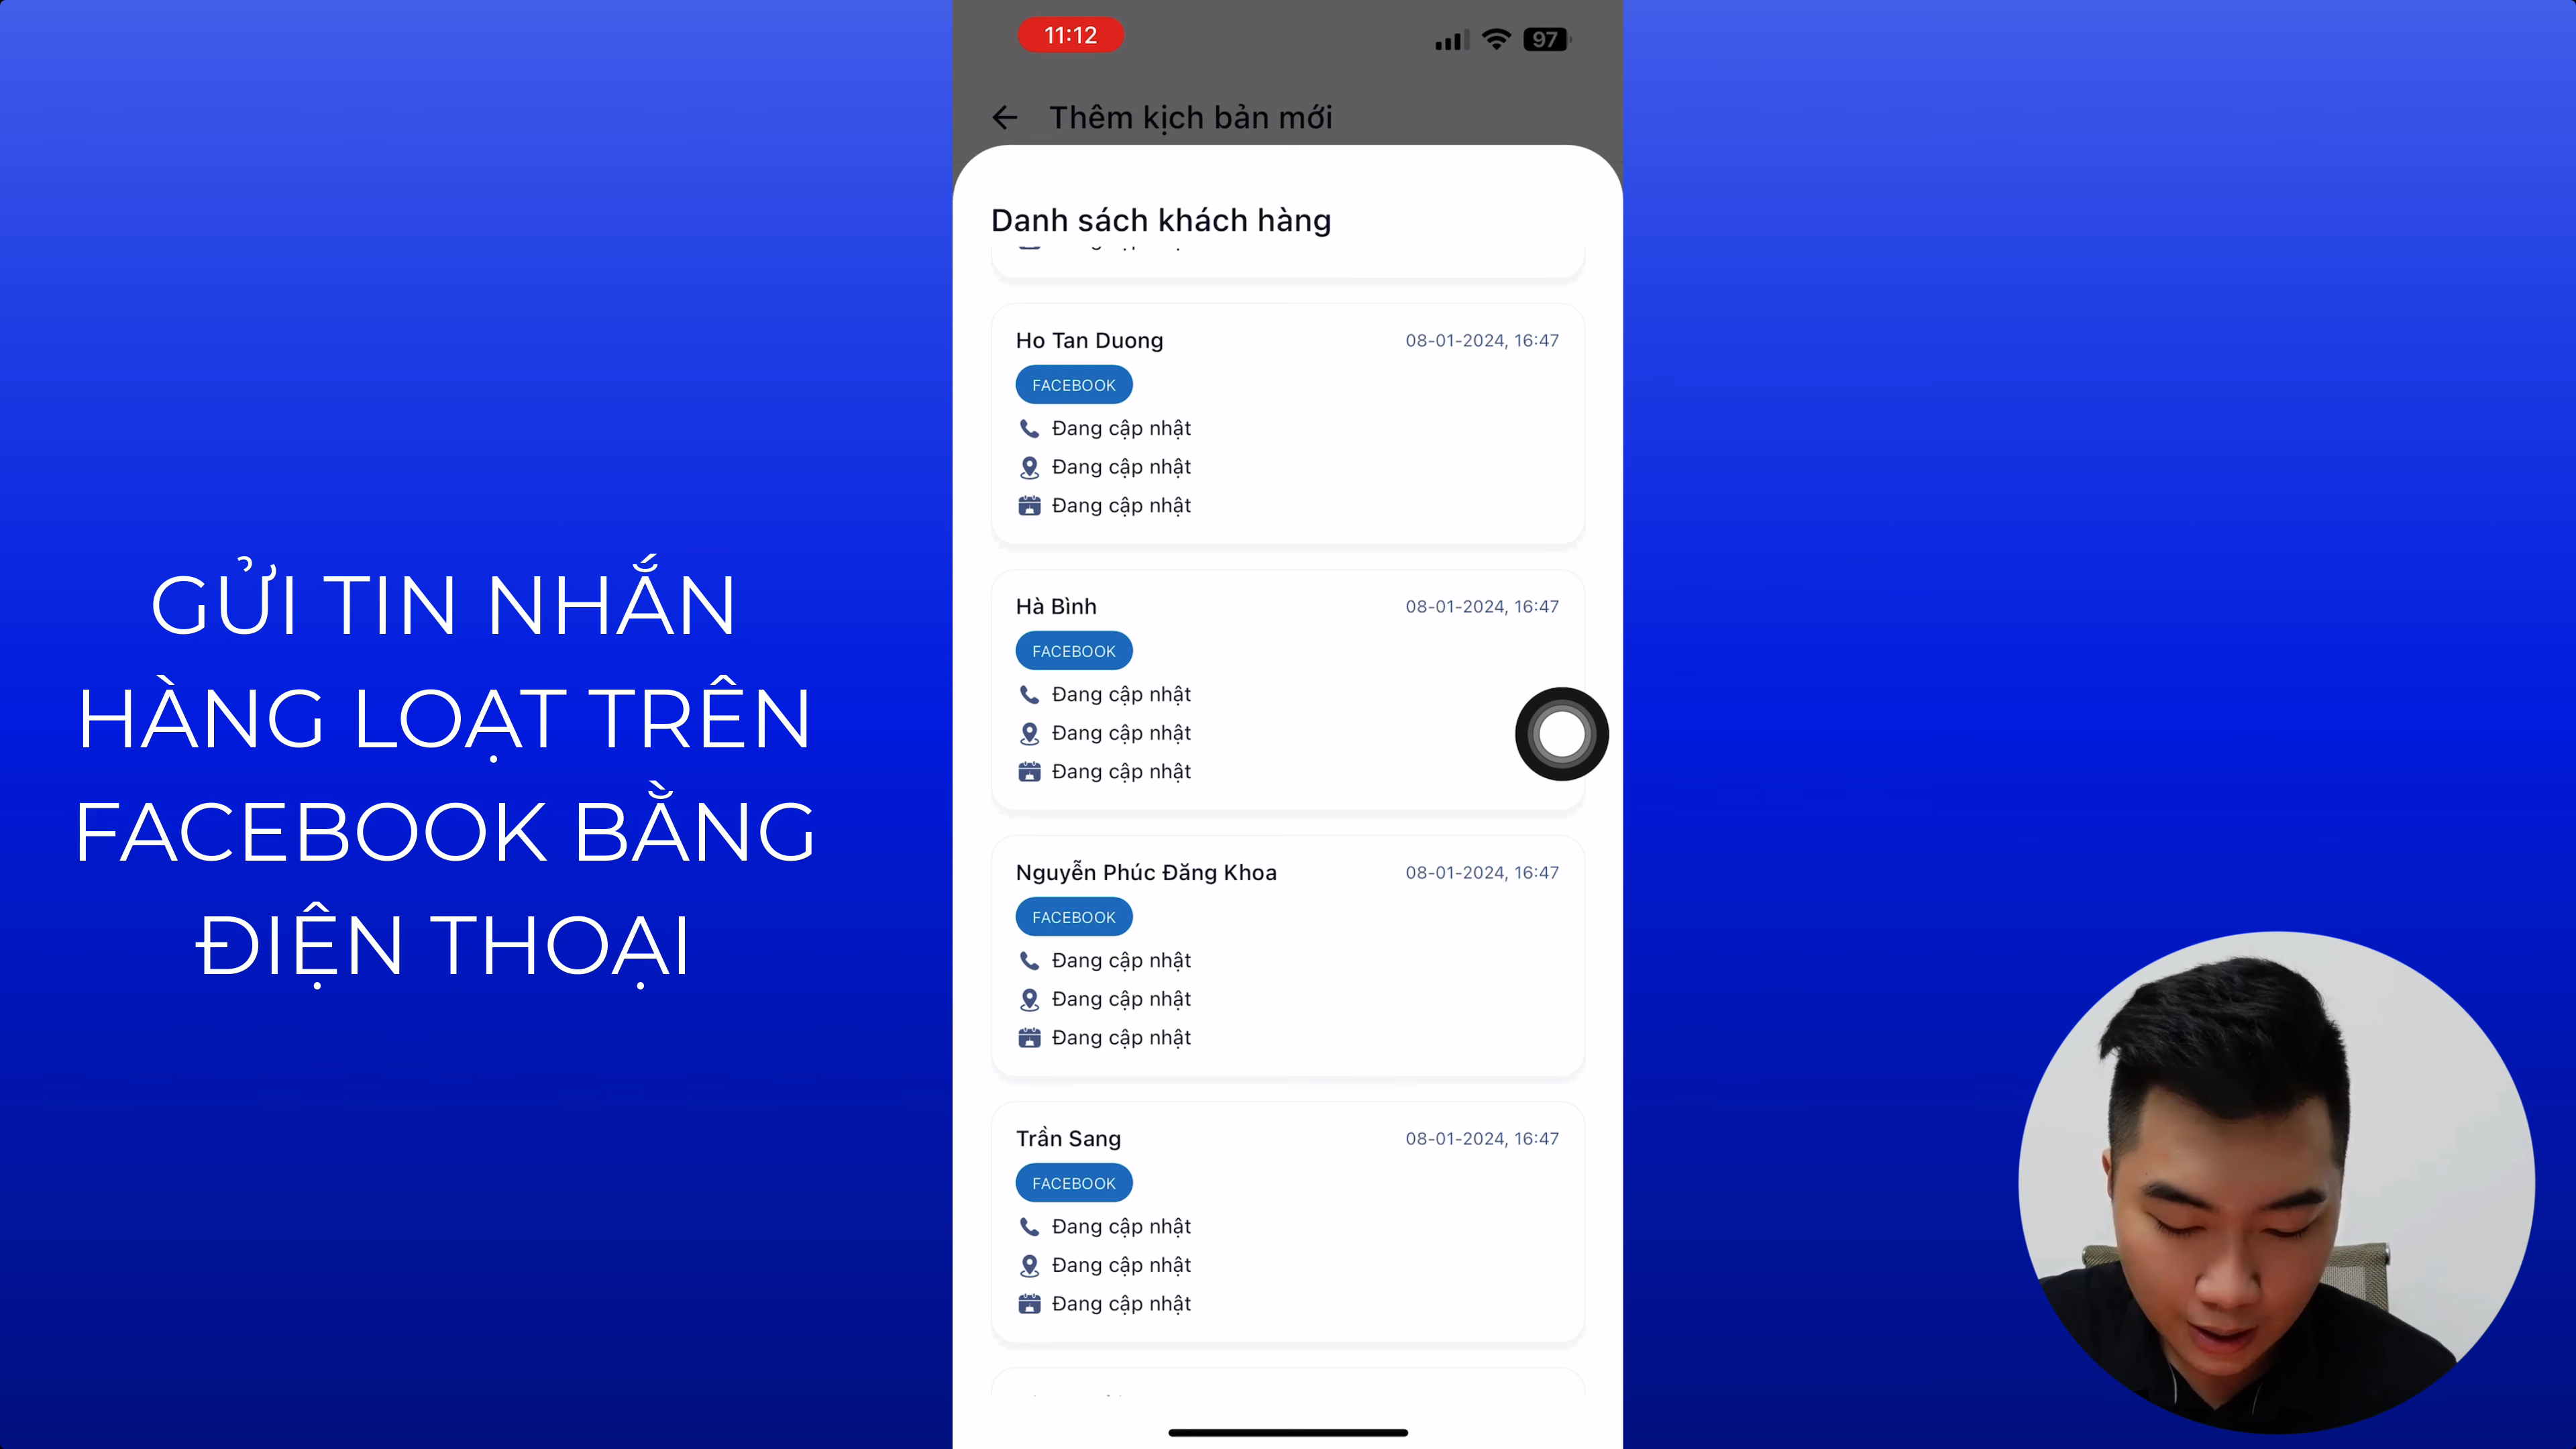 GỬI TIN NHẮN
HÀNG LOẠT TRÊN
FACEBOOK BẰNG
ĐIỆN THOẠI
11:12
97
Thêm kịch bản mới
Danh sách khách hàng
Ho Tan Duong
08-01-2024, 16:47
FACEBOOK
Đang cập nhật
Đang cập nhật
Đang cập nhật
Hà Bình
08-01-2024, 16:47
FACEBOOK
Đang cập nhật
Đang cập nhật
Đang cập nhật
Nguyễn Phúc Đăng Khoa
08-01-2024, 16:47
FACEBOOK
Đang cập nhật
Đang cập nhật
Đang cập nhật
Trần Sang
08-01-2024, 16:47
FACEBOOK
Đang cập nhật
Đang cập nhật
Đang cập nhật